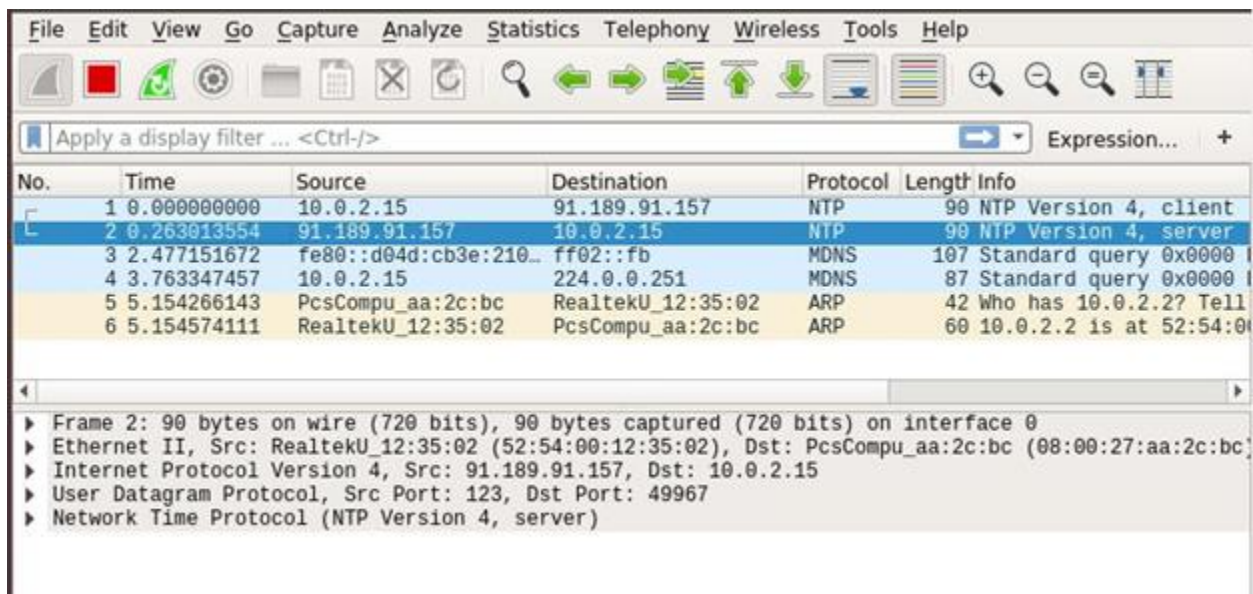 File Edit View Go Capture Analyze Statistics Telephony Wireless Tools Help
Apply a display filter ... <Ctrl-/> Expression... +
No. Time Source Destination Protocol Length Info
1 0.000000000 10.0.2.15 91.189.91.157 NTP 90 NTP Version 4, client
2 0.263013554 91.189.91.157 10.0.2.15 NTP 90 NTP Version 4, server
3 2.477151672 fe80::d04d:cb3e:210… ff02::fb MDNS 107 Standard query 0x0000
4 3.763347457 10.0.2.15 224.0.0.251 MDNS 87 Standard query 0x0000
5 5.154266143 PcsCompu_aa:2c:bc RealtekU_12:35:02 ARP 42 Who has 10.0.2.2? Tell
6 5.154574111 RealtekU_12:35:02 PcsCompu_aa:2c:bc ARP 60 10.0.2.2 is at 52:54:0
Frame 2: 90 bytes on wire (720 bits), 90 bytes captured (720 bits) on interface 0
Ethernet II, Src: RealtekU_12:35:02 (52:54:00:12:35:02), Dst: PcsCompu_aa:2c:bc (08:00:27:aa:2c:bc)
Internet Protocol Version 4, Src: 91.189.91.157, Dst: 10.0.2.15
User Datagram Protocol, Src Port: 123, Dst Port: 49967
Network Time Protocol (NTP Version 4, server)